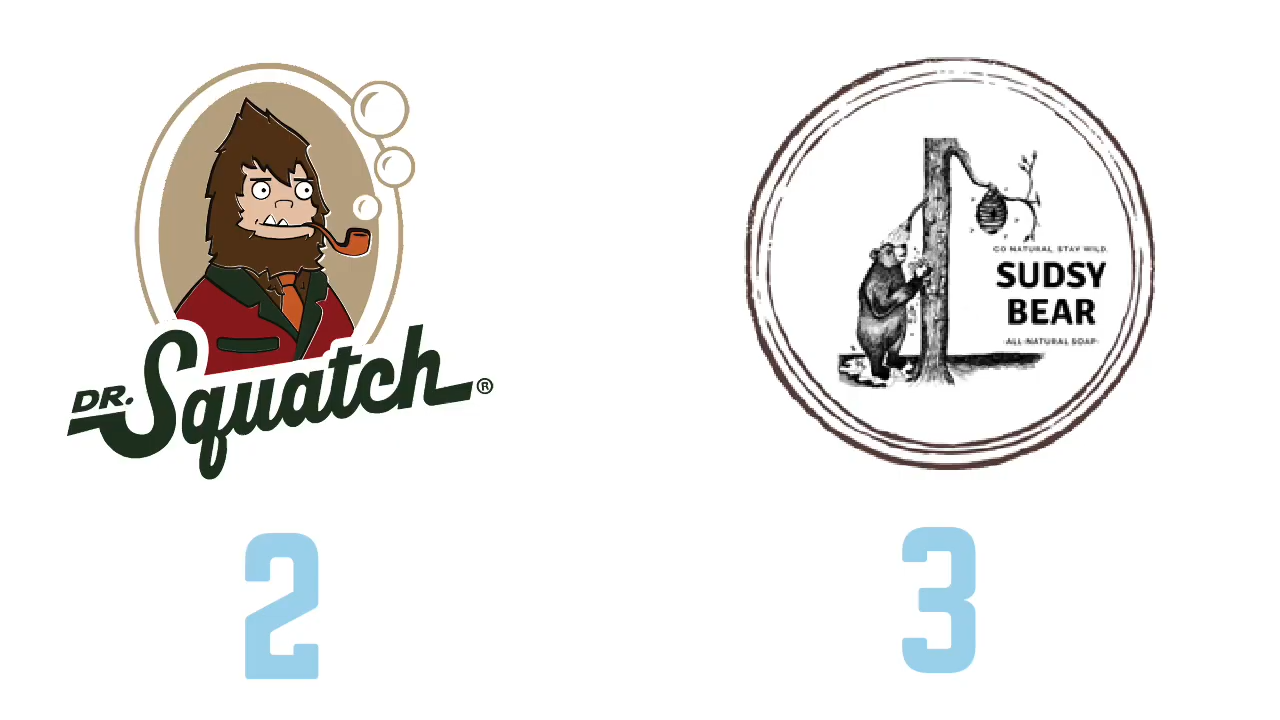 DR. Squatch®
GO NATURAL. STAY WILD.
SUDSY
BEAR
·ALL-NATURAL SOAP·
2
3